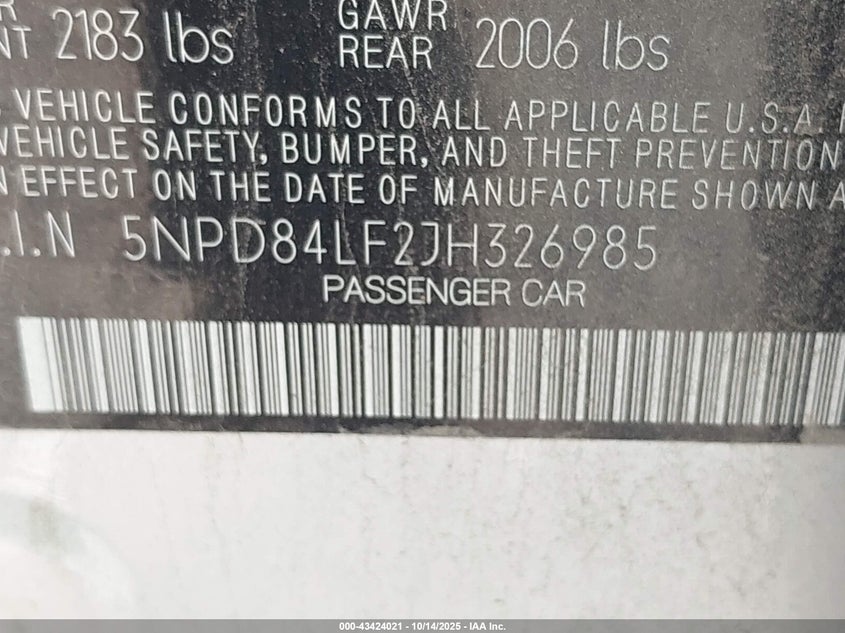 R GAWR
NT 2183 lbs REAR 2006 lbs
VEHICLE CONFORMS TO ALL APPLICABLE U.S.A.
VEHICLE SAFETY, BUMPER, AND THEFT PREVENTION
N EFFECT ON THE DATE OF MANUFACTURE SHOWN A
.I.N 5NPD84LF2JH326985
PASSENGER CAR
000-43424021 | 10/14/2025 - IAA Inc.